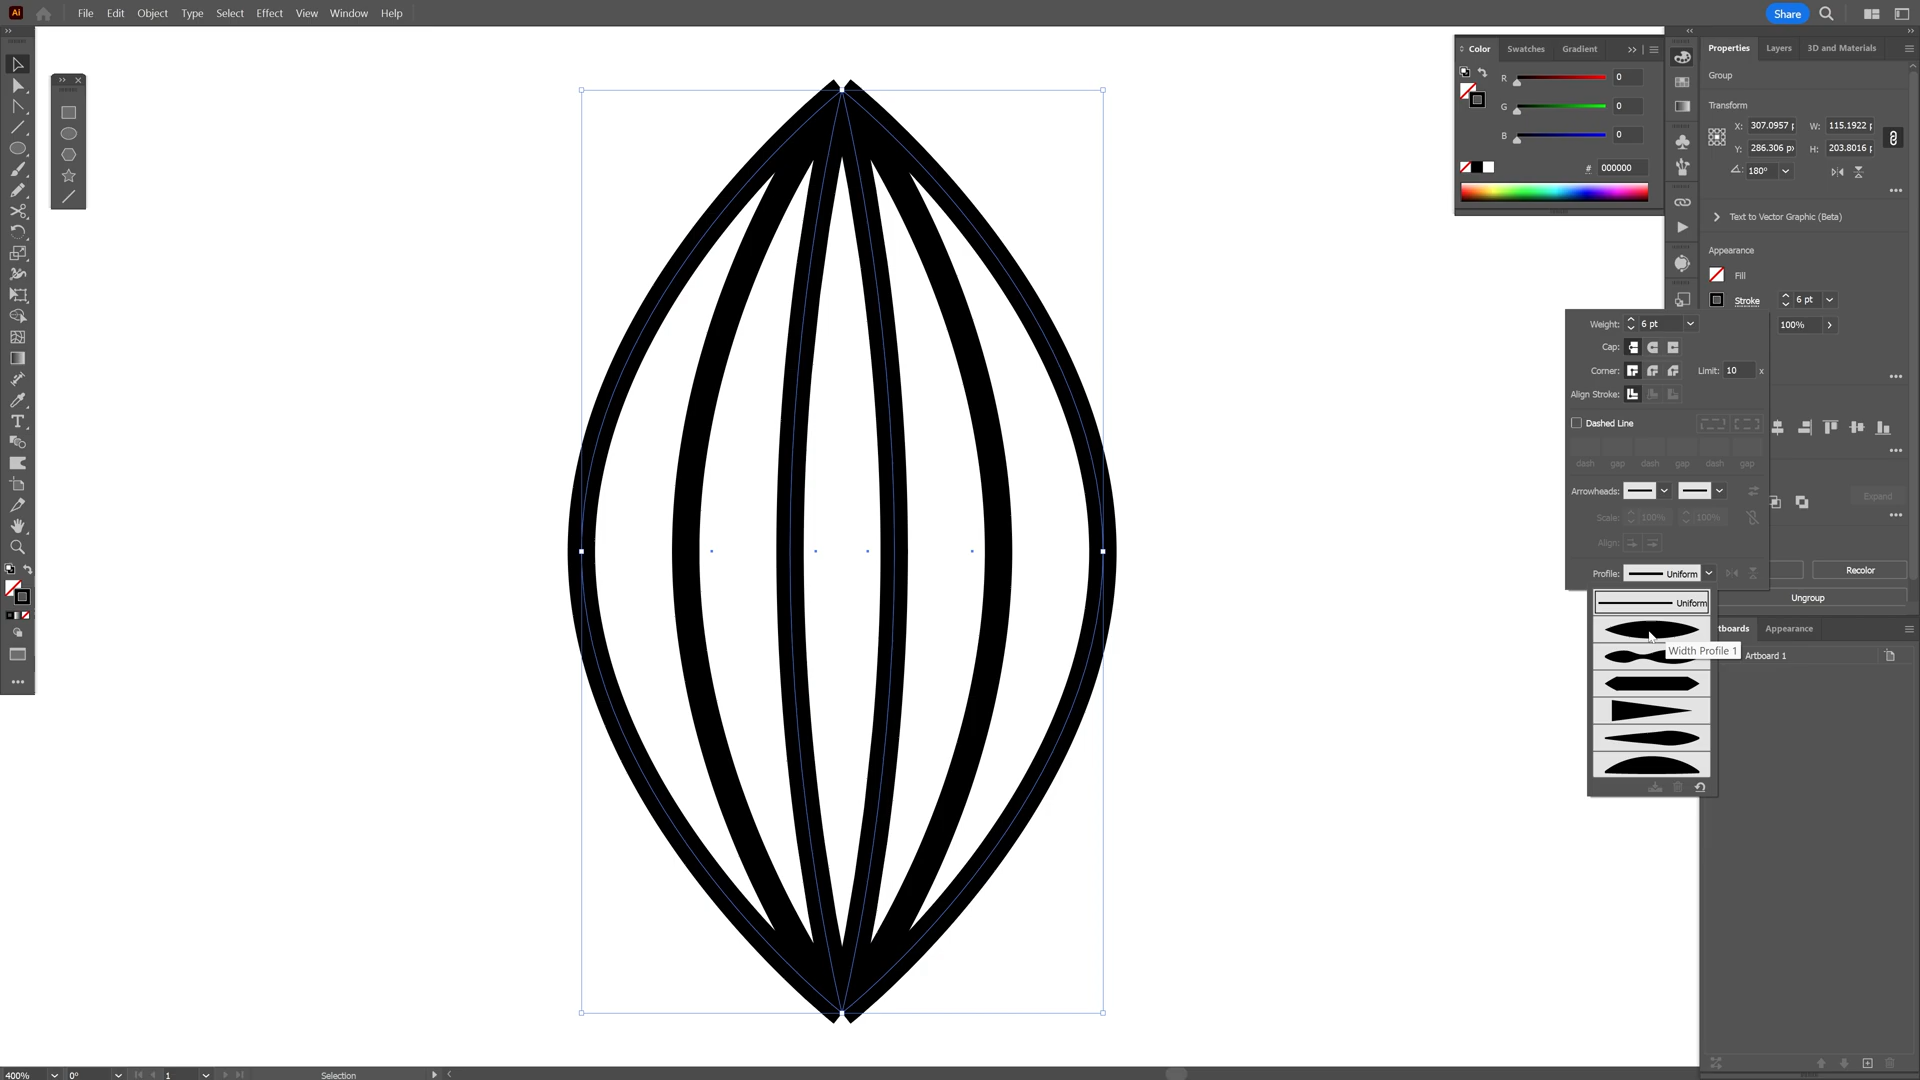 Ai File Edit Object Type Select Effect View Window Help Share
Color Swatches Gradient
R 0
G 0
B 0
# 000000
Properties Layers 3D and Materials
Group
Transform
X: 307.0957 W: 115.1922
Y: 286.306 px H: 203.8016
180°
Text to Vector Graphic (Beta)
Appearance
Fill
Stroke 6 pt
100%
Weight: 6 pt
Cap:
Corner: Limit: 10 x
Align Stroke:
Dashed Line
dash gap dash gap dash gap
Arrowheads:
Scale: 100% 100%
Align:
Profile: Uniform
Expand
Recolor
Ungroup
Uniform
Width Profile 1
tboards Appearance
Artboard 1
400% 0° 1 Selection